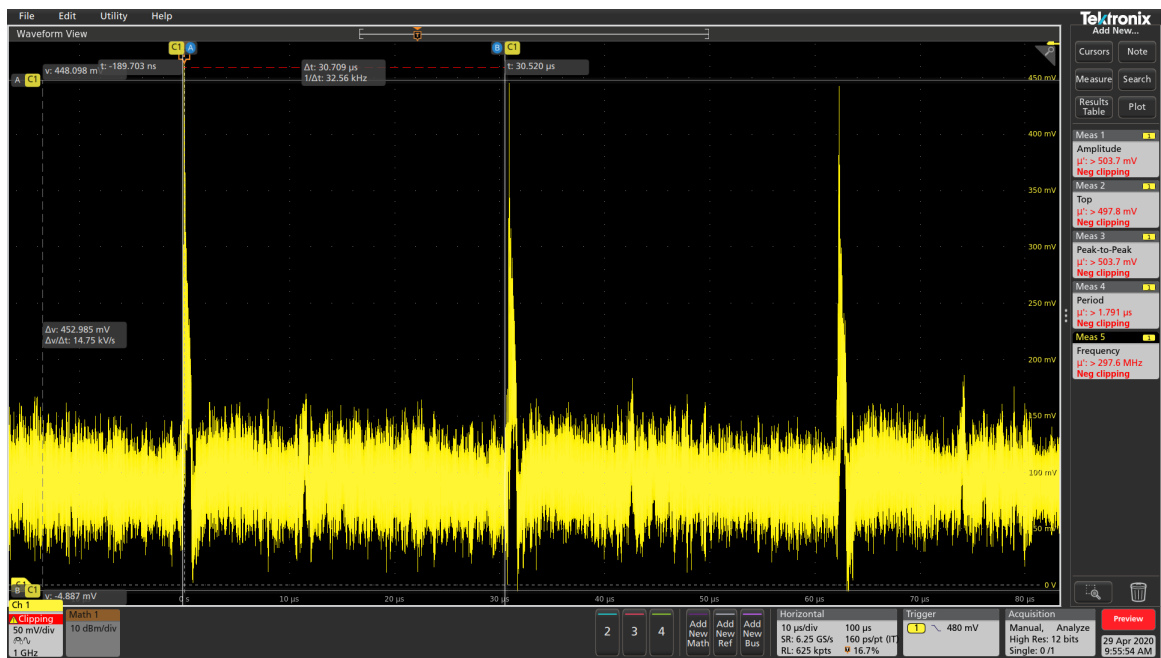 File Edit Utility Help
Tektronix
Waveform View
Add New...
C1 A
B C1
T
Cursors Note
A C1
v: 448.098 m
t: -189.703 ns
Δt: 30.709 µs
1/Δt: 32.56 kHz
t: 30.520 µs
450 mV
Measure Search
Results Table Plot
400 mV
350 mV
300 mV
250 mV
200 mV
150 mV
100 mV
50 mV
0 V
Meas 1 1
Amplitude
µ': > 503.7 mV
Neg clipping
Meas 2 1
Top
µ': > 497.8 mV
Neg clipping
Meas 3 1
Peak-to-Peak
µ': > 503.7 mV
Neg clipping
Meas 4 1
Period
µ': > 1.791 µs
Neg clipping
Meas 5 1
Frequency
µ': > 297.6 MHz
Neg clipping
Δv: 452.985 mV
Δv/Δt: 14.75 kV/s
B C1
v: -4.887 mV
0 s 10 µs 20 µs 30 µs 40 µs 50 µs 60 µs 70 µs 80 µs
Ch 1
Clipping
50 mV/div
1 GHz
Math 1
10 dBm/div
2 3 4
Add New Math
Add New Ref
Add New Bus
Horizontal
10 µs/div 100 µs
SR: 6.25 GS/s 160 ps/pt (IT
RL: 625 kpts 16.7%
Trigger
1 480 mV
Acquisition
Manual, Analyze
High Res: 12 bits
Single: 0 /1
Preview
29 Apr 2020
9:55:54 AM